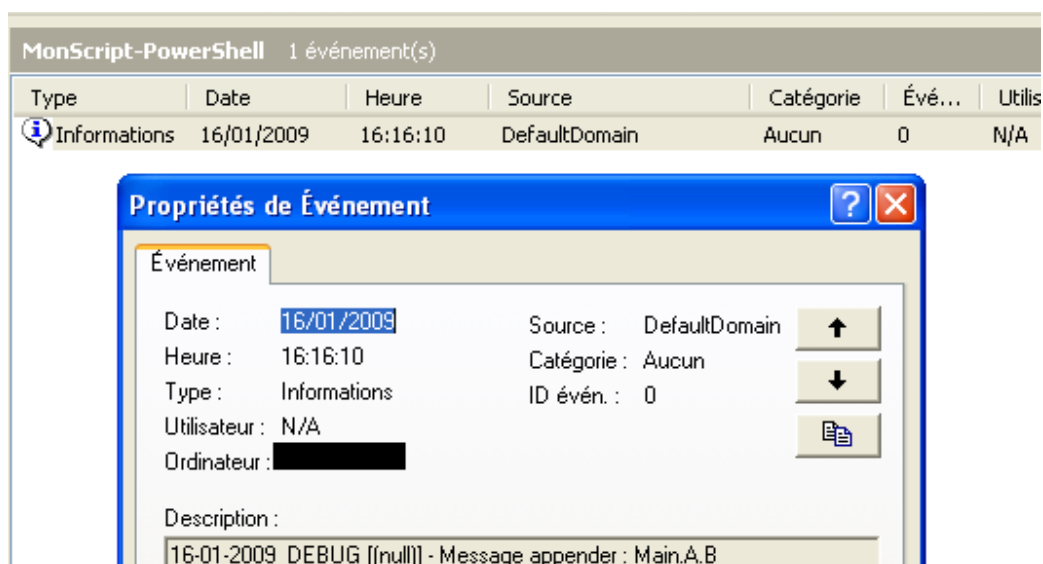 MonScript-PowerShell 1 événement(s)
Type Date Heure Source Catégorie Évé... Utilis
Informations 16/01/2009 16:16:10 DefaultDomain Aucun 0 N/A
Propriétés de Événement
Événement
Date : 16/01/2009 Source : DefaultDomain
Heure : 16:16:10 Catégorie : Aucun
Type : Informations ID évén. : 0
Utilisateur : N/A
Ordinateur :
Description :
16-01-2009 DEBUG [(null)] - Message appender : Main.A.B